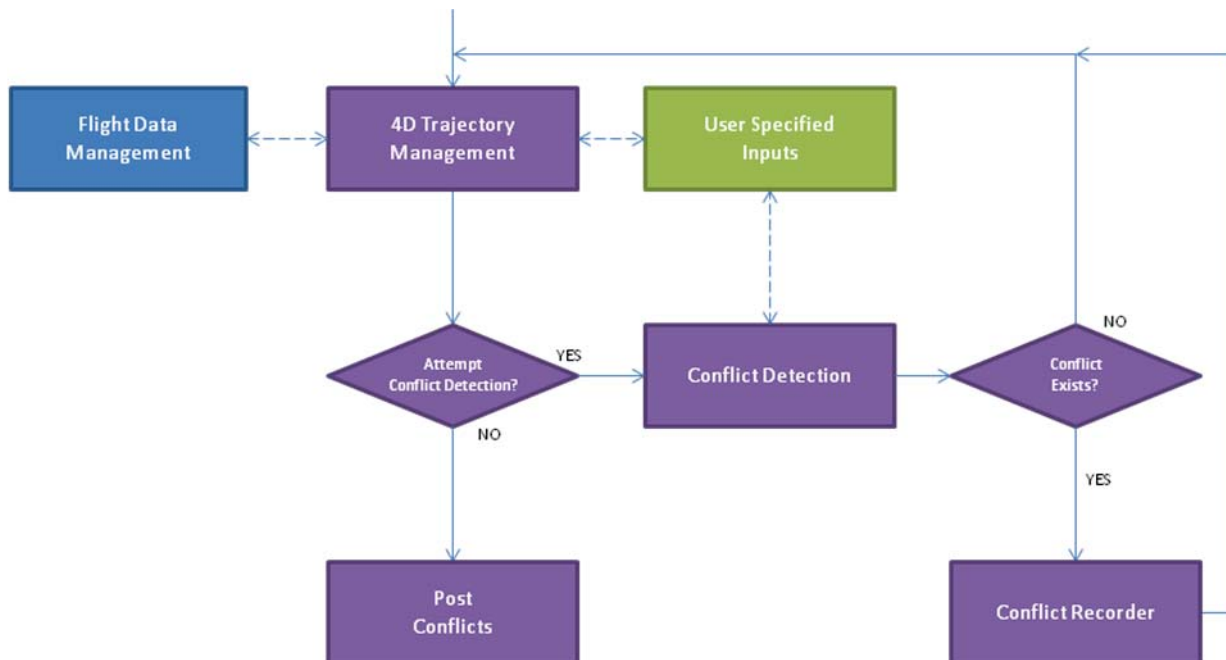 Flight Data
Management
4D Trajectory
Management
User Specified
Inputs
Attempt
Conflict Detection?
YES
NO
Conflict Detection
Conflict
Exists?
NO
YES
Post
Conflicts
Conflict Recorder